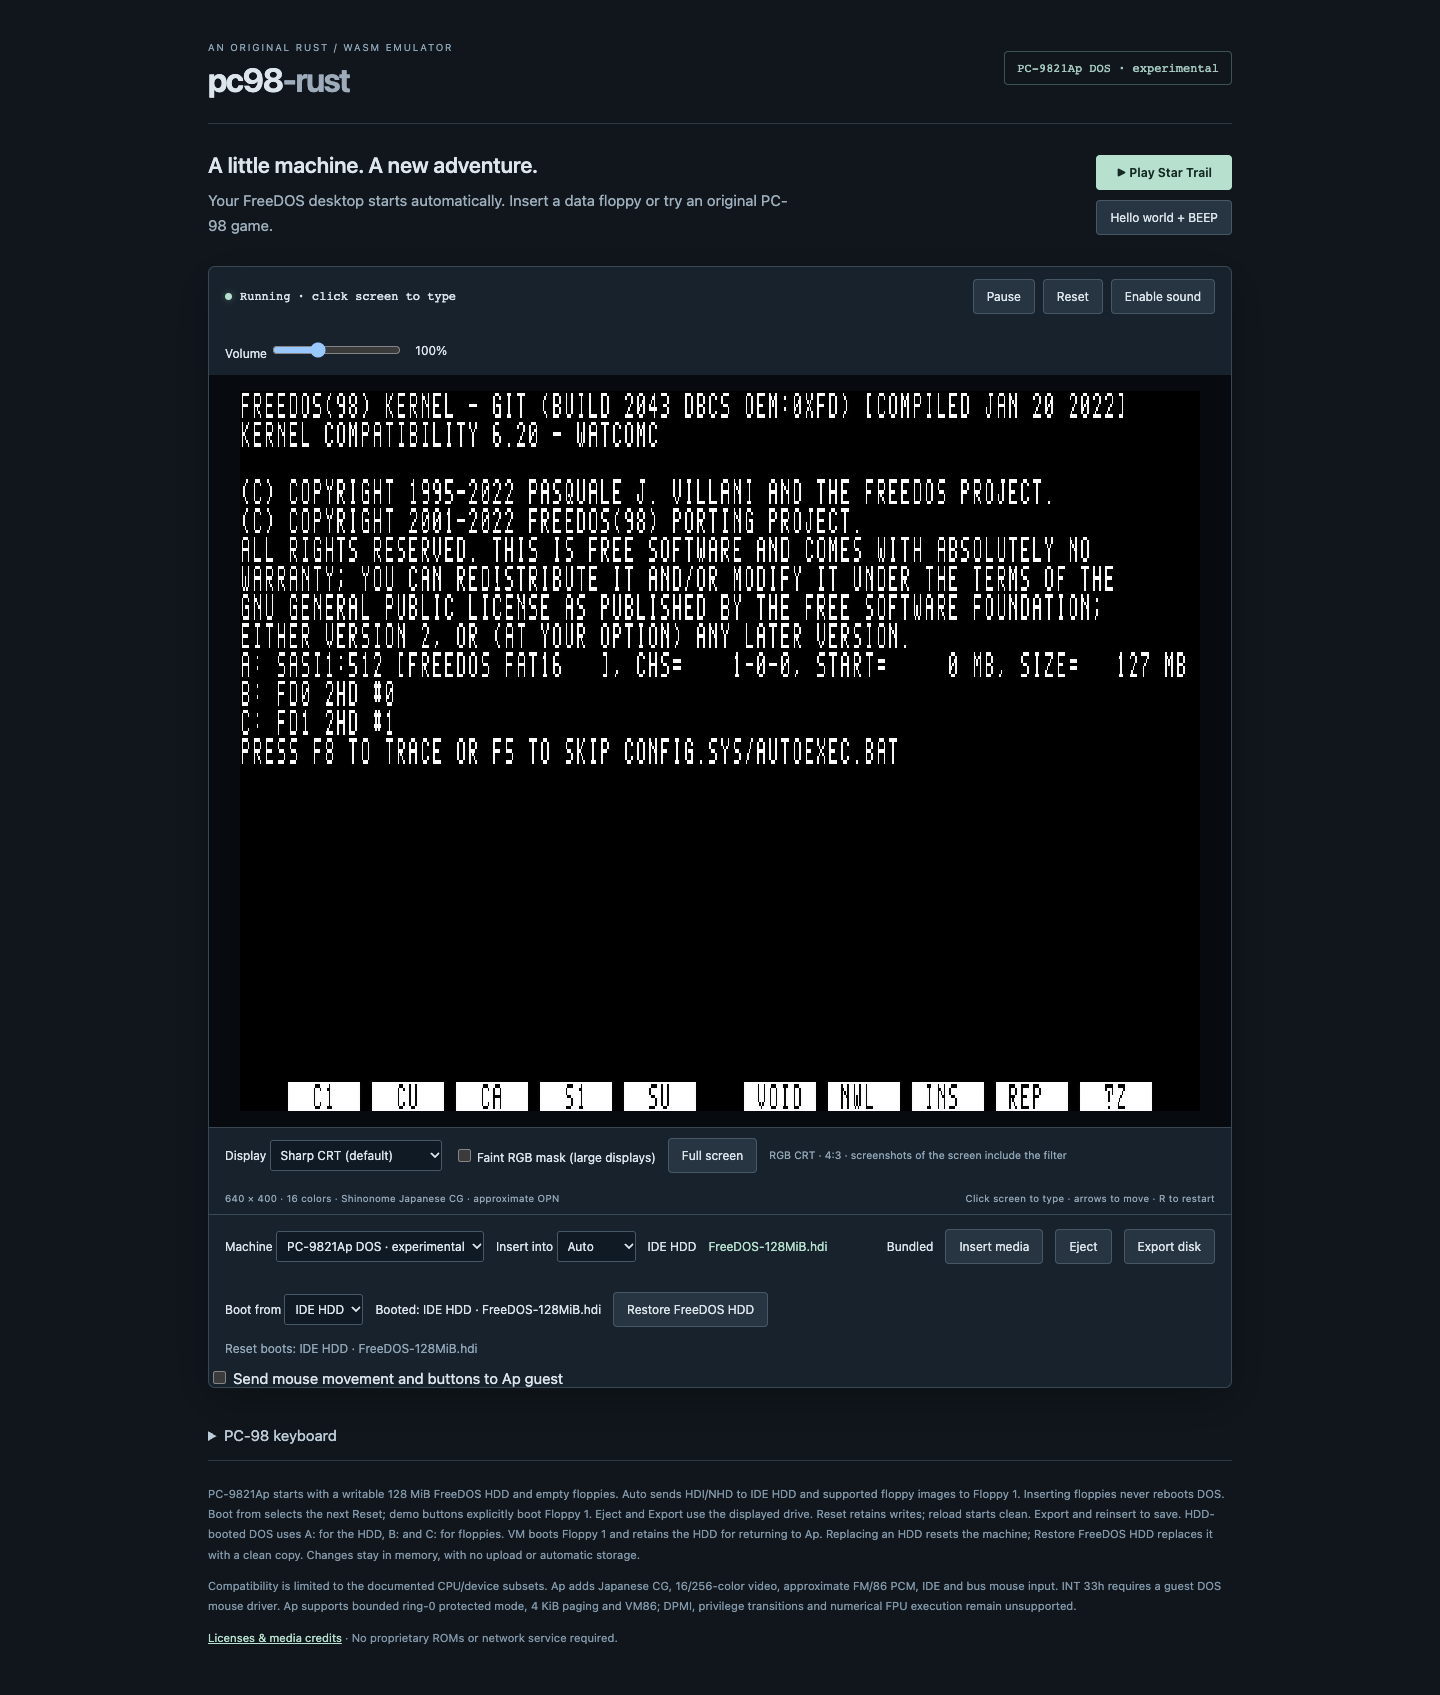 AN ORIGINAL RUST / WASM EMULATOR
pc98-rust
PC-9821Ap DOS · experimental
A little machine. A new adventure.
Your FreeDOS desktop starts automatically. Insert a data floppy or try an original PC-
98 game.
▶ Play Star Trail
Hello world + BEEP
Running · click screen to type
Pause
Reset
Enable sound
Volume
100%
FREEDOS(98) KERNEL - GIT (BUILD 2043 DBCS OEM:0XFD) [COMPILED JAN 20 2022]
KERNEL COMPATIBILITY 6.20 - WATCOMC
(C) COPYRIGHT 1995-2022 PASQUALE J. VILLANI AND THE FREEDOS PROJECT.
(C) COPYRIGHT 2001-2022 FREEDOS(98) PORTING PROJECT.
ALL RIGHTS RESERVED. THIS IS FREE SOFTWARE AND COMES WITH ABSOLUTELY NO
WARRANTY; YOU CAN REDISTRIBUTE IT AND/OR MODIFY IT UNDER THE TERMS OF THE
GNU GENERAL PUBLIC LICENSE AS PUBLISHED BY THE FREE SOFTWARE FOUNDATION;
EITHER VERSION 2, OR (AT YOUR OPTION) ANY LATER VERSION.
A: SASI1:512 [FREEDOS FAT16   ], CHS=    1-0-0, START=     0 MB, SIZE=   127 MB
B: FD0 2HD #0
C: FD1 2HD #1
PRESS F8 TO TRACE OR F5 TO SKIP CONFIG.SYS/AUTOEXEC.BAT
C1 CU CA S1 SU VOID NWL INS REP ?Z
Display Sharp CRT (default) Faint RGB mask (large displays) Full screen RGB CRT · 4:3 · screenshots of the screen include the filter
640 × 400 · 16 colors · Shinonome Japanese CG · approximate OPN
Click screen to type · arrows to move · R to restart
Machine PC-9821Ap DOS · experimental Insert into Auto IDE HDD FreeDOS-128MiB.hdi Bundled Insert media Eject Export disk
Boot from IDE HDD Booted: IDE HDD · FreeDOS-128MiB.hdi Restore FreeDOS HDD
Reset boots: IDE HDD · FreeDOS-128MiB.hdi
Send mouse movement and buttons to Ap guest
▶ PC-98 keyboard
PC-9821Ap starts with a writable 128 MiB FreeDOS HDD and empty floppies. Auto sends HDI/NHD to IDE HDD and supported floppy images to Floppy 1. Inserting floppies never reboots DOS.
Boot from selects the next Reset; demo buttons explicitly boot Floppy 1. Eject and Export use the displayed drive. Reset retains writes; reload starts clean. Export and reinsert to save. HDD-
booted DOS uses A: for the HDD, B: and C: for floppies. VM boots Floppy 1 and retains the HDD for returning to Ap. Replacing an HDD resets the machine; Restore FreeDOS HDD replaces it
with a clean copy. Changes stay in memory, with no upload or automatic storage.
Compatibility is limited to the documented CPU/device subsets. Ap adds Japanese CG, 16/256-color video, approximate FM/86 PCM, IDE and bus mouse input. INT 33h requires a guest DOS
mouse driver. Ap supports bounded ring-0 protected mode, 4 KiB paging and VM86; DPMI, privilege transitions and numerical FPU execution remain unsupported.
Licenses & media credits · No proprietary ROMs or network service required.